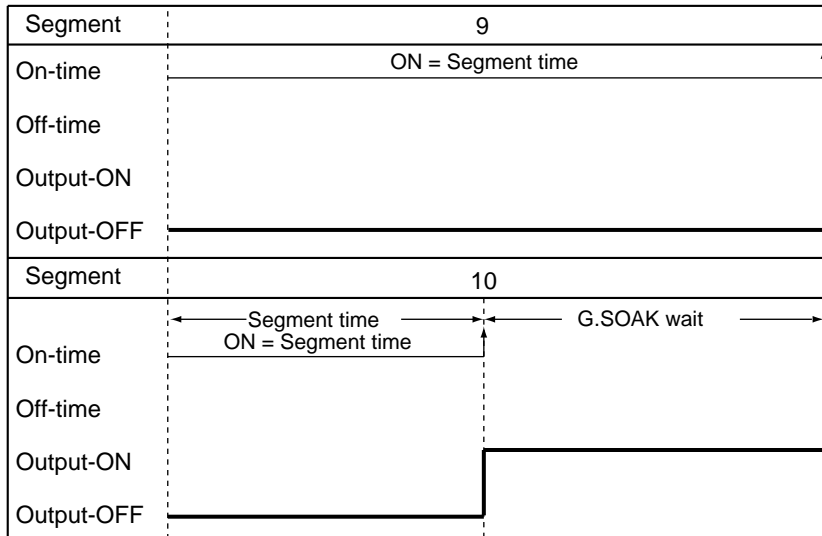 Segment 9
On-time ON = Segment time
Off-time
Output-ON
Output-OFF
Segment 10
Segment time G.SOAK wait
ON = Segment time
On-time
Off-time
Output-ON
Output-OFF